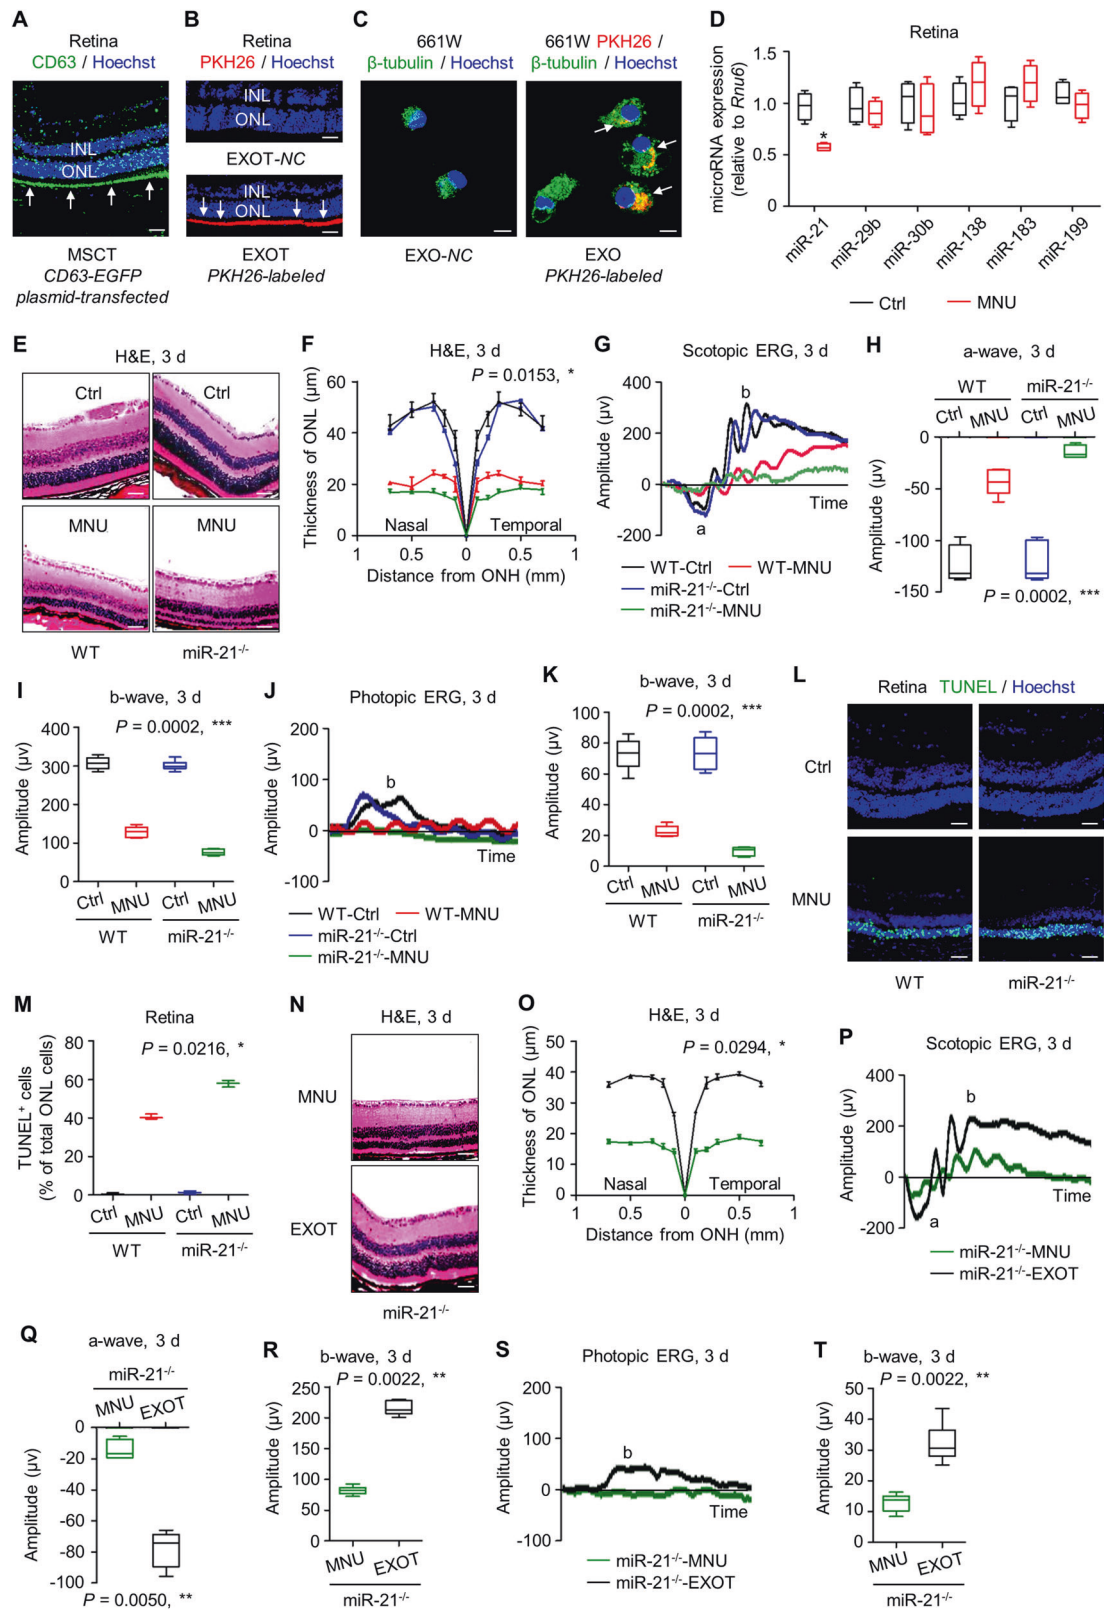 A
Retina
CD63 / Hoechst
INL
ONL
MSCT
CD63-EGFP
plasmid-transfected
B
Retina
PKH26 / Hoechst
INL
ONL
EXOT-NC
INL
ONL
EXOT
PKH26-labeled
C
661W
β-tubulin / Hoechst
EXO-NC
661W PKH26 /
β-tubulin / Hoechst
EXO
PKH26-labeled
D
Retina
microRNA expression
(relative to Rnu6)
1.5
1.0
0.5
0
*
miR-21
miR-29b
miR-30b
miR-138
miR-183
miR-199
Ctrl
MNU
E
H&E, 3 d
Ctrl
Ctrl
MNU
MNU
WT
miR-21-/-
F
H&E, 3 d
P = 0.0153, *
Thickness of ONL (μm)
60
40
20
0
Nasal
Temporal
1 0.5 0 0.5 1
Distance from ONH (mm)
G
Scotopic ERG, 3 d
Amplitude (μv)
400
200
0
-200
b
a
Time
WT-Ctrl
WT-MNU
miR-21-/--Ctrl
miR-21-/--MNU
H
a-wave, 3 d
WT
miR-21-/-
Ctrl
MNU
Ctrl
MNU
Amplitude (μv)
0
-50
-100
-150
P = 0.0002, ***
I
b-wave, 3 d
P = 0.0002, ***
Amplitude (μv)
400
300
200
100
0
Ctrl
MNU
Ctrl
MNU
WT
miR-21-/-
J
Photopic ERG, 3 d
Amplitude (μv)
200
100
0
-100
b
Time
WT-Ctrl
WT-MNU
miR-21-/--Ctrl
miR-21-/--MNU
K
b-wave, 3 d
P = 0.0002, ***
Amplitude (μv)
100
80
60
40
20
0
Ctrl
MNU
Ctrl
MNU
WT
miR-21-/-
L
Retina TUNEL / Hoechst
Ctrl
MNU
WT
miR-21-/-
M
Retina
P = 0.0216, *
TUNEL+ cells
(% of total ONL cells)
80
60
40
20
0
Ctrl
MNU
Ctrl
MNU
WT
miR-21-/-
N
H&E, 3 d
MNU
EXOT
miR-21-/-
O
H&E, 3 d
P = 0.0294, *
Thickness of ONL (μm)
50
40
30
20
10
0
Nasal
Temporal
1 0.5 0 0.5 1
Distance from ONH (mm)
P
Scotopic ERG, 3 d
Amplitude (μv)
400
200
0
-200
b
a
Time
miR-21-/--MNU
miR-21-/--EXOT
Q
a-wave, 3 d
miR-21-/-
MNU
EXOT
Amplitude (μv)
0
-20
-40
-60
-80
-100
P = 0.0050, **
R
b-wave, 3 d
P = 0.0022, **
Amplitude (μv)
250
200
150
100
50
0
MNU
EXOT
miR-21-/-
S
Photopic ERG, 3 d
Amplitude (μv)
200
100
0
-100
b
Time
miR-21-/--MNU
miR-21-/--EXOT
T
b-wave, 3 d
P = 0.0022, **
Amplitude (μv)
50
40
30
20
10
0
MNU
EXOT
miR-21-/-